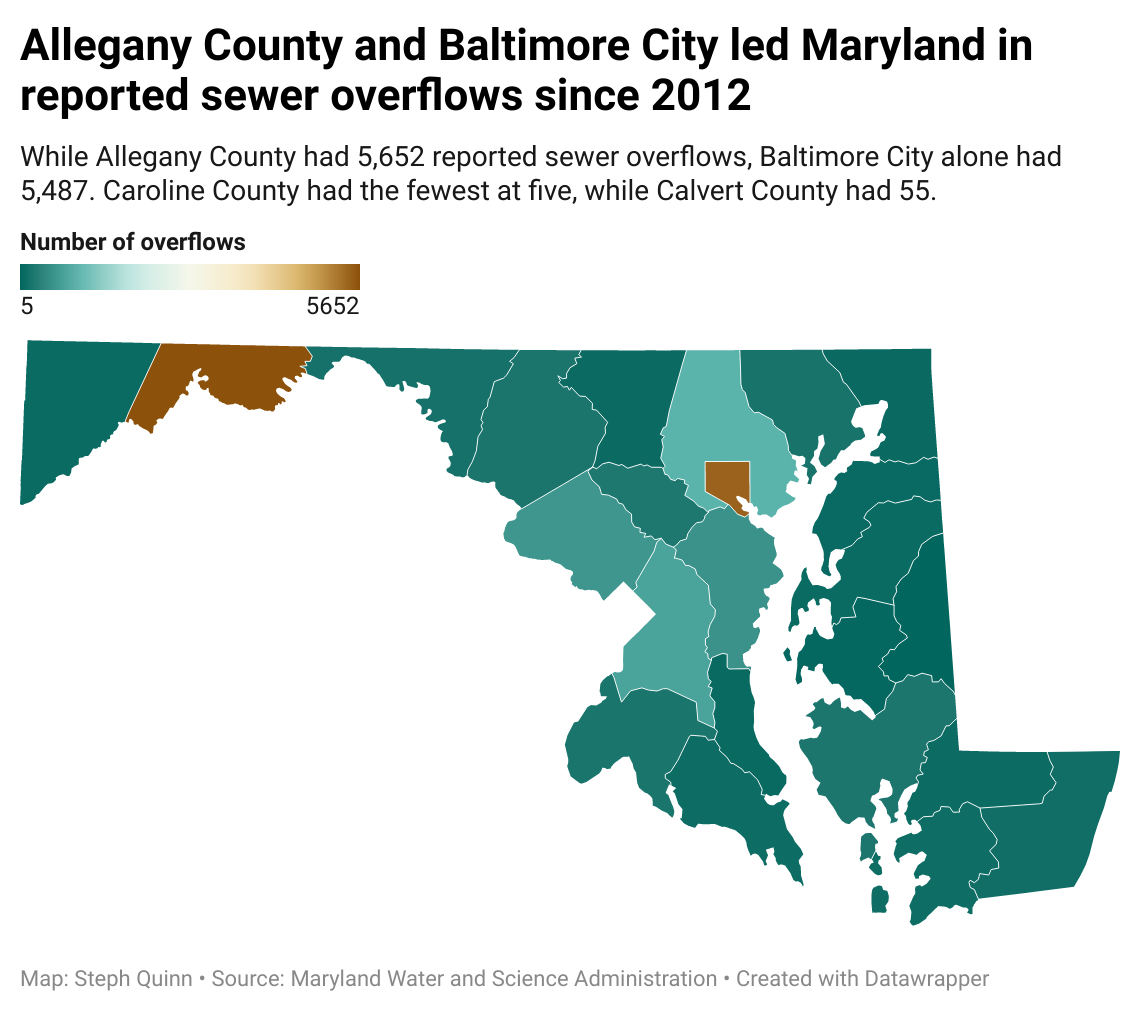 Allegany County and Baltimore City led Maryland in
reported sewer overflows since 2012
While Allegany County had 5,652 reported sewer overflows, Baltimore City alone had
5,487. Caroline County had the fewest at five, while Calvert County had 55.
Number of overflows
5 5652
Map: Steph Quinn • Source: Maryland Water and Science Administration • Created with Datawrapper